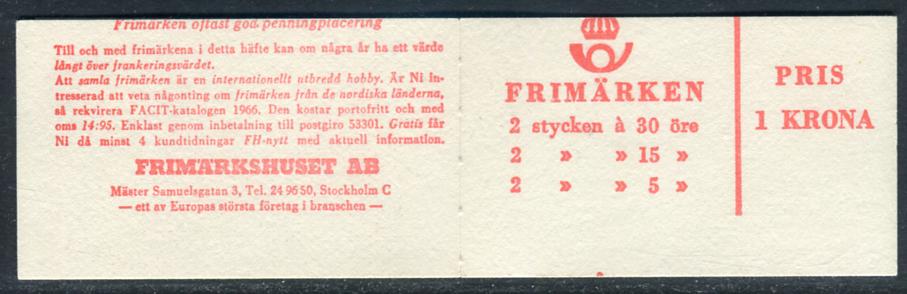 Frimärken oftast god penningplacering
Till och med frimärkena i detta häfte kan om några år ha ett värde
långt över frankeringsvärdet.
Att samla frimärken är en internationellt utbredd hobby. Är Ni in-
tresserad att veta någonting om frimärken från de nordiska länderna,
så rekvirera FACIT-katalogen 1966. Den kostar portofritt och med
oms 14:95. Enklast genom inbetalning till postgiro 53301. Gratis får
Ni då minst 4 kundtidningar FH-nytt med aktuell information.
FRIMÄRKSHUSET AB
Mäster Samuelsgatan 3, Tel. 24 96 50, Stockholm C
— ett av Europas största företag i branschen —
FRIMÄRKEN
2 stycken à 30 öre
2 » » 15 »
2 » » 5 »
PRIS
1 KRONA